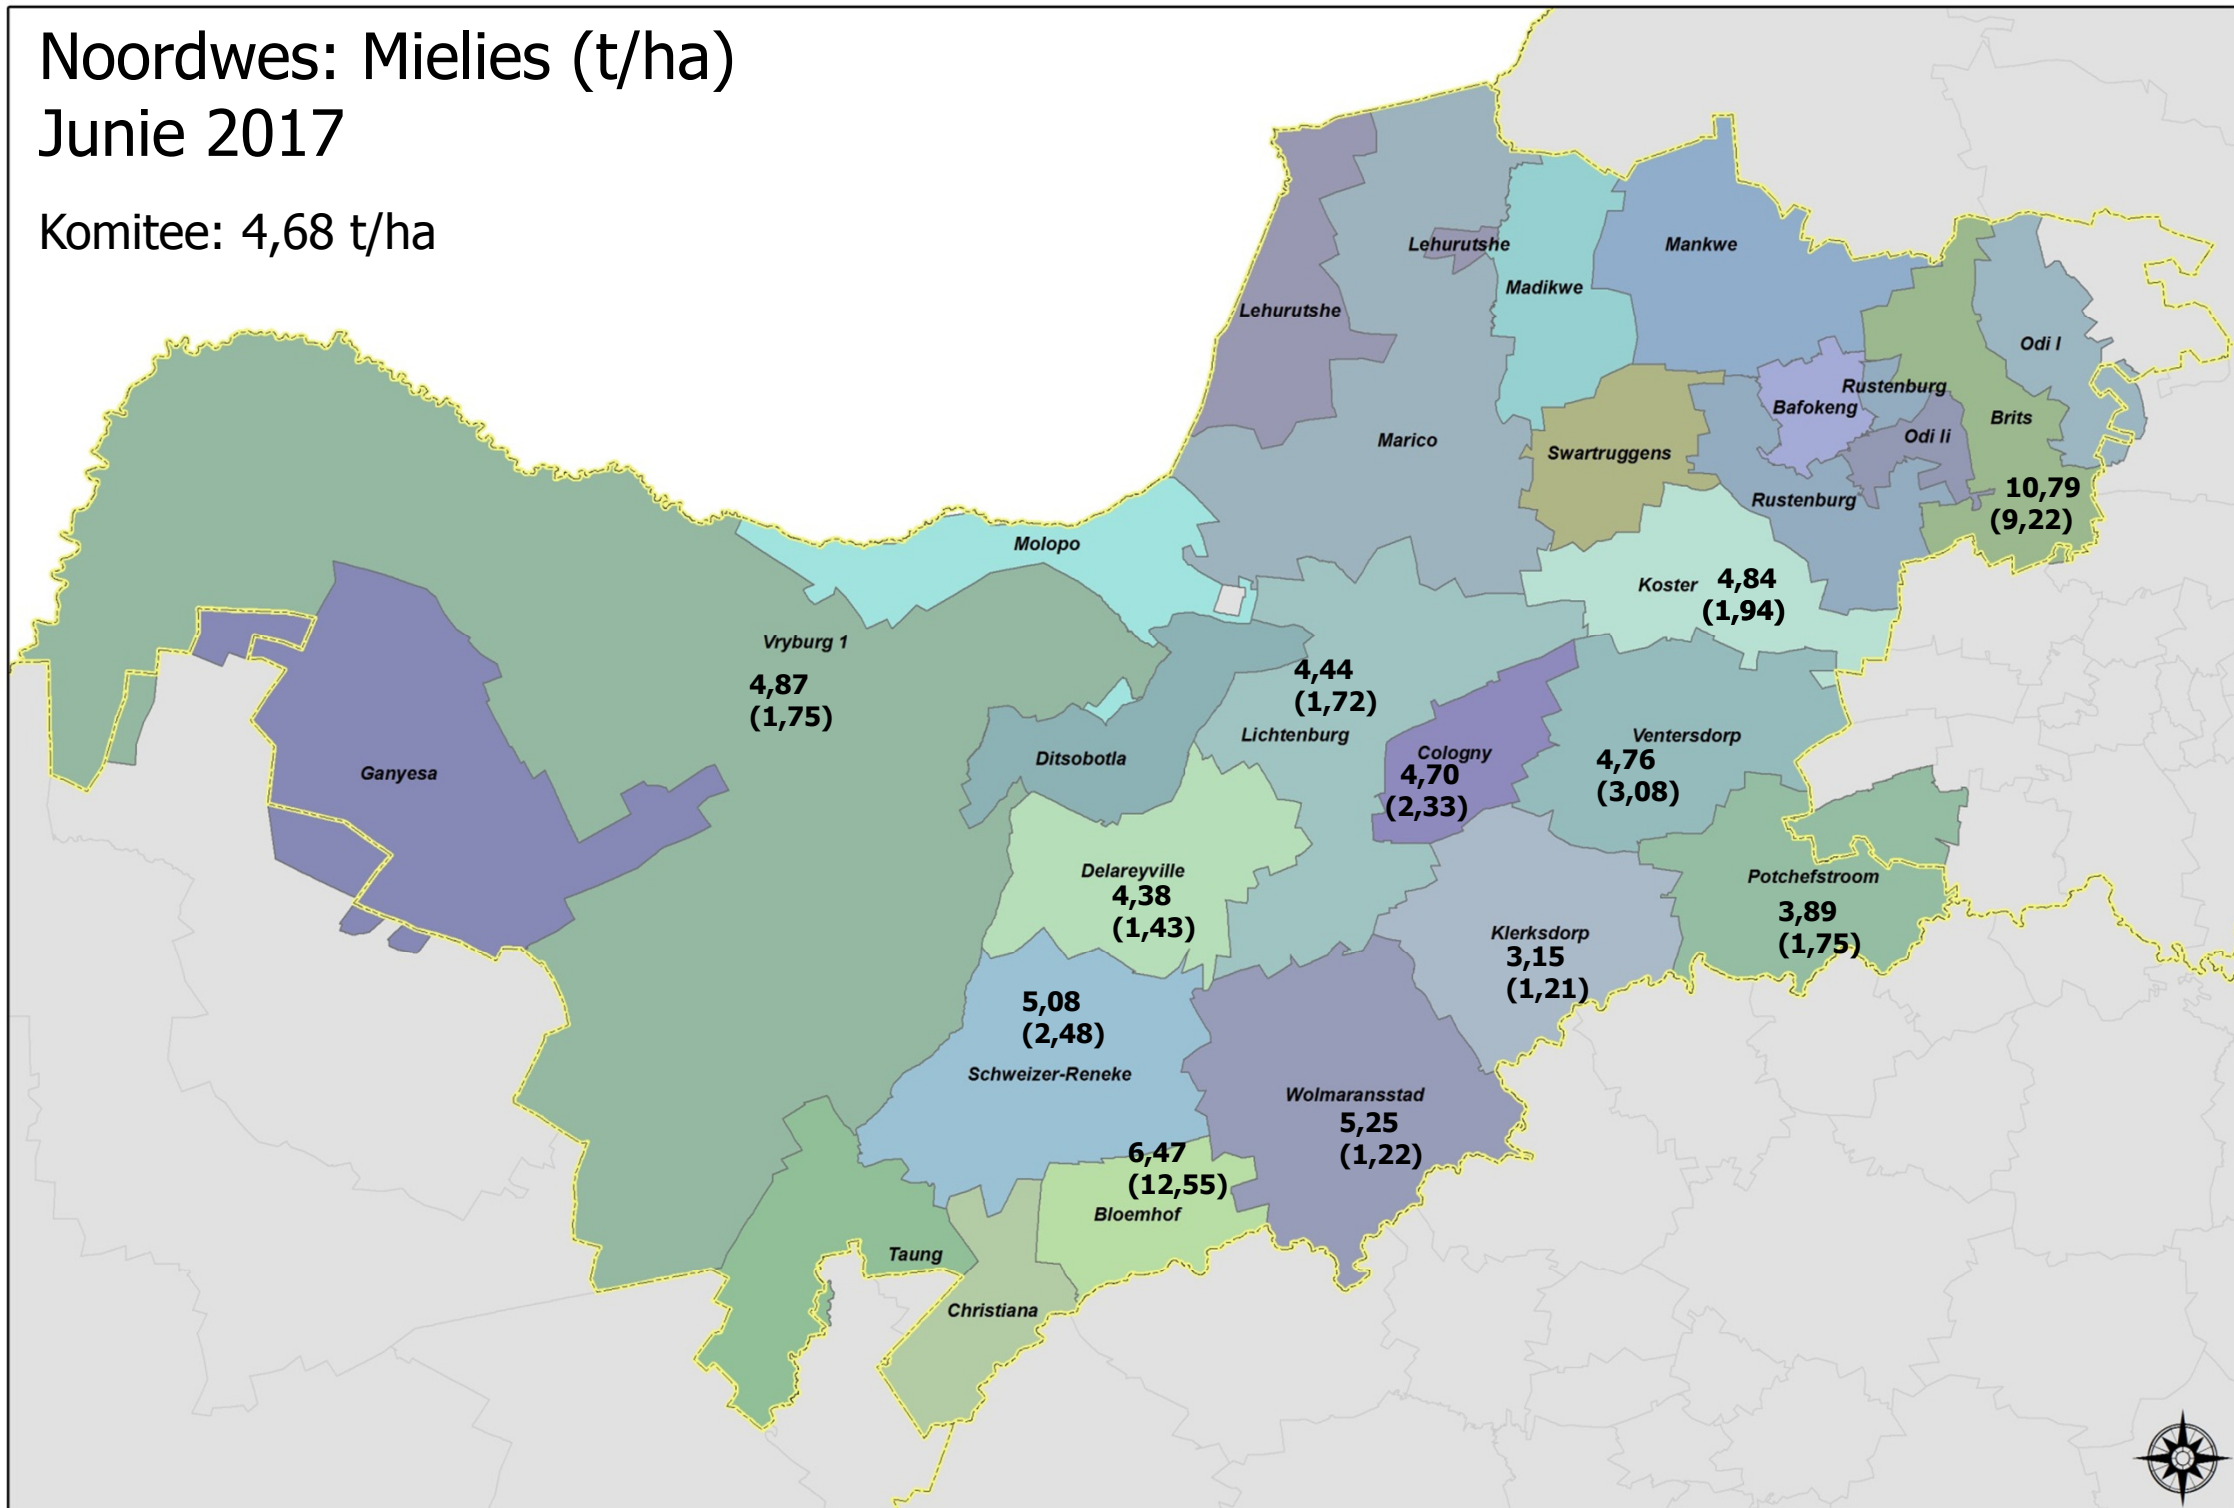 Noordwes: Mielies (t/ha)
Junie 2017
Komitee: 4,68 t/ha
Lehurutshe
Mankwe
Madikwe
Lehurutshe
Odi I
Rustenburg
Bafokeng
Brits
Odi Ii
Marico
Swartruggens
10,79
(9,22)
Rustenburg
Molopo
Koster
4,84
(1,94)
Vryburg 1
4,87
(1,75)
4,44
(1,72)
Lichtenburg
Cologny
4,70
(2,33)
Ventersdorp
4,76
(3,08)
Ditsobotla
Ganyesa
Delareyville
4,38
(1,43)
Potchefstroom
3,89
(1,75)
Klerksdorp
3,15
(1,21)
5,08
(2,48)
Schweizer-Reneke
Wolmaransstad
5,25
(1,22)
6,47
(12,55)
Bloemhof
Taung
Christiana